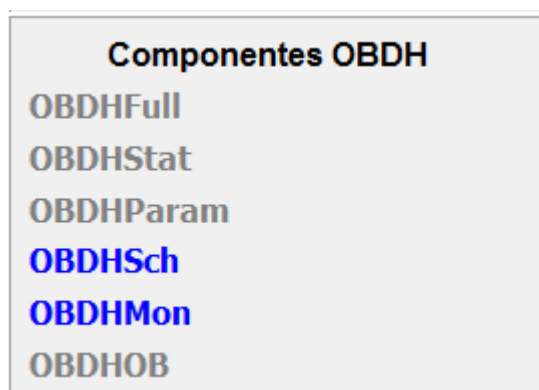 Componentes OBDH
OBDHFull
OBDHStat
OBDHParam
OBDHSch
OBDHMon
OBDHOB